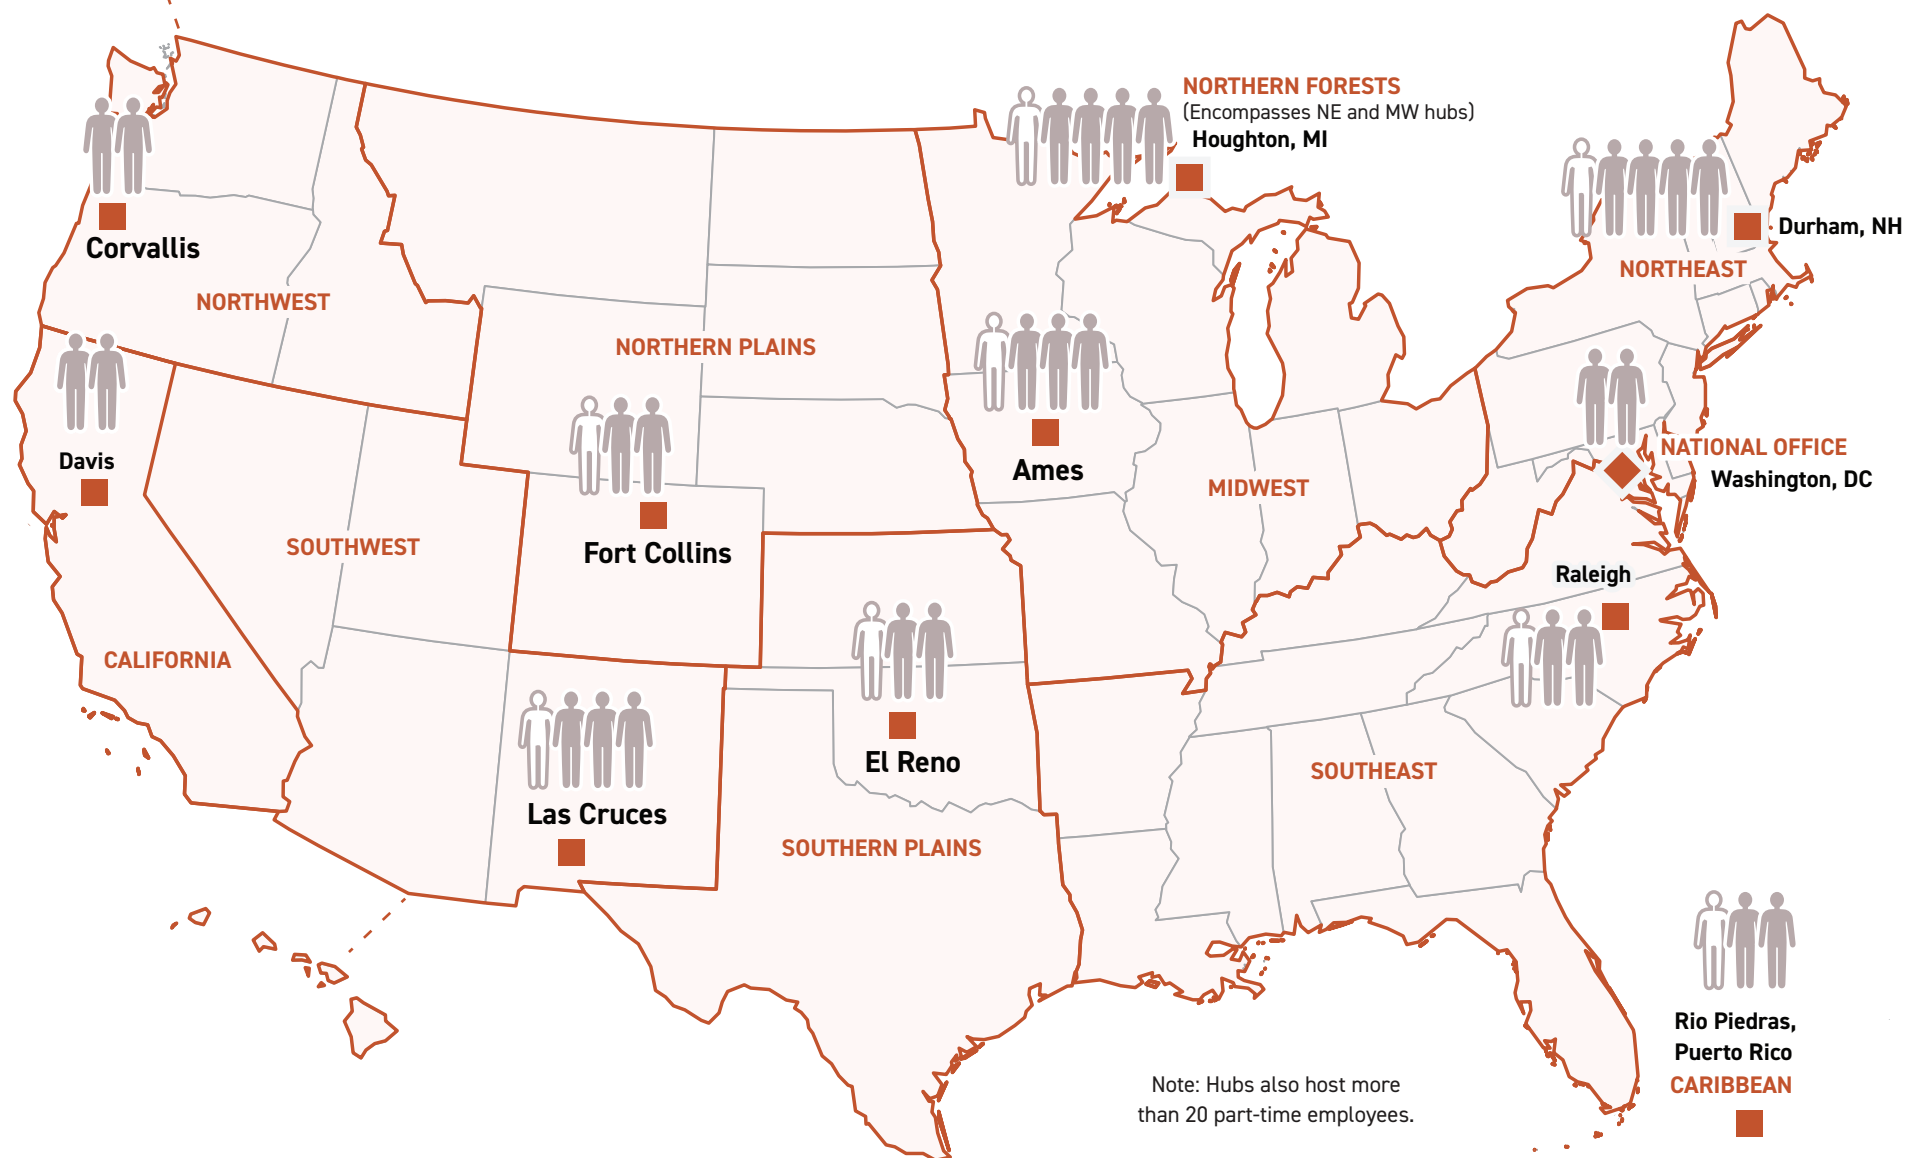 NORTHERN FORESTS
(Encompasses NE and MW hubs)
Houghton, MI
Durham, NH
NORTHEAST
Corvallis
NORTHWEST
NORTHERN PLAINS
Davis
Ames
NATIONAL OFFICE
Washington, DC
MIDWEST
SOUTHWEST
Fort Collins
Raleigh
CALIFORNIA
El Reno
SOUTHEAST
Las Cruces
SOUTHERN PLAINS
Rio Piedras,
Puerto Rico
CARIBBEAN
Note: Hubs also host more
than 20 part-time employees.